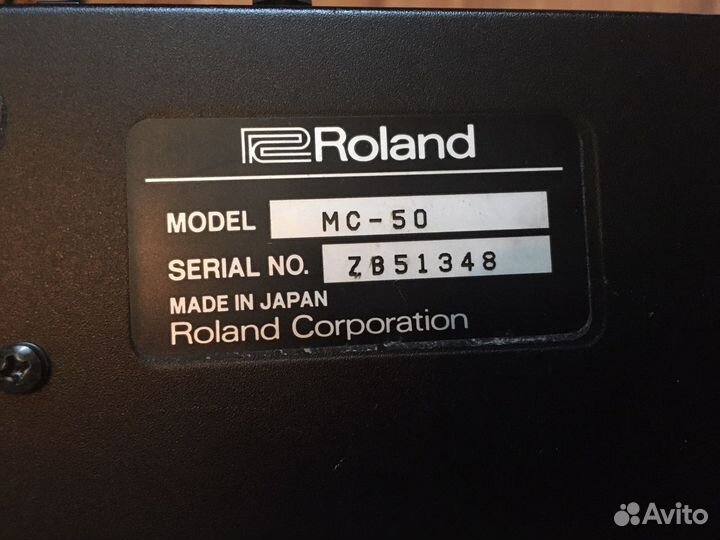 Roland
MODEL MC-50
SERIAL NO. ZB51348
MADE IN JAPAN
Roland Corporation
Avito